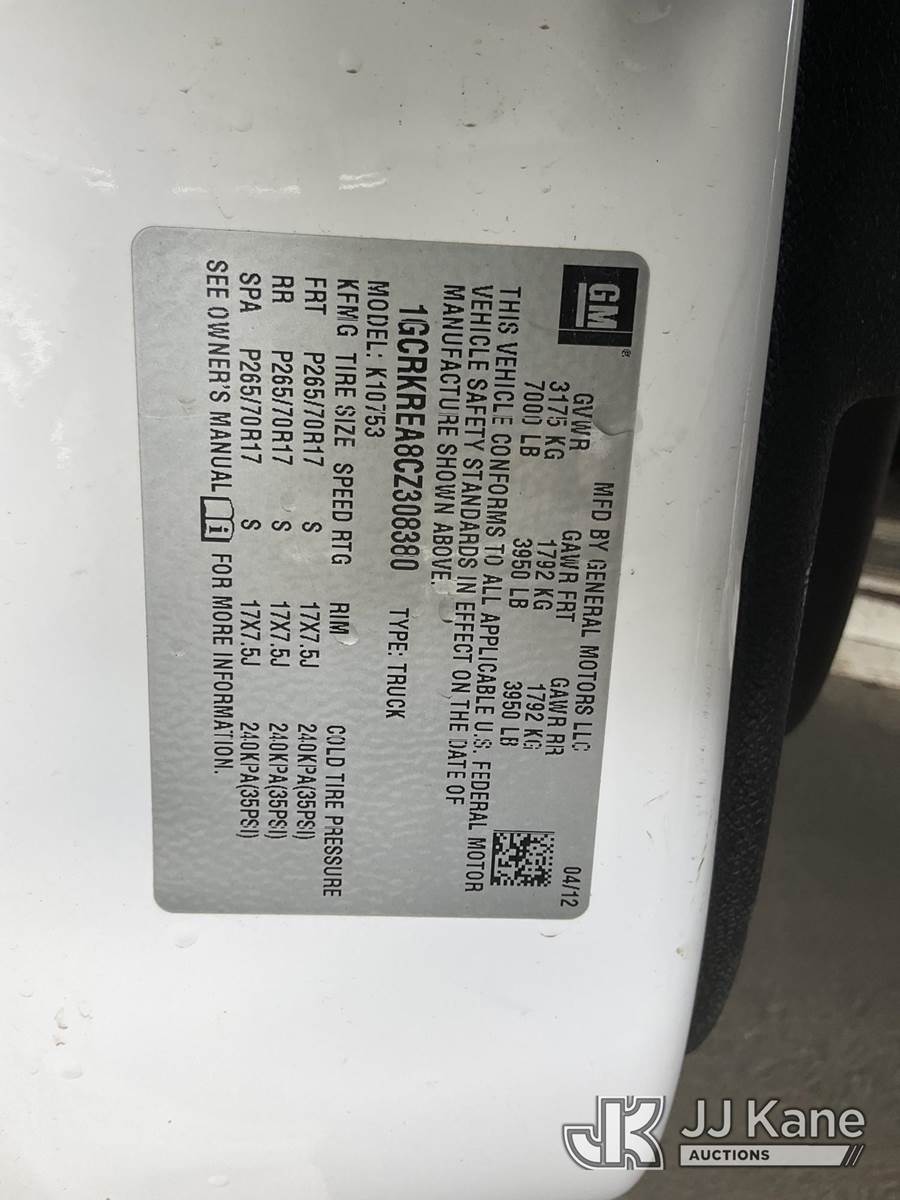 GM®
MFD BY GENERAL MOTORS LLC 04/12
GVWR GAWR FRT GAWR RR
3175 KG 1792 KG 1792 KG
7000 LB 3950 LB 3950 LB
THIS VEHICLE CONFORMS TO ALL APPLICABLE U.S. FEDERAL MOTOR
VEHICLE SAFETY STANDARDS IN EFFECT ON THE DATE OF
MANUFACTURE SHOWN ABOVE.
1GCRKREA8CZ308380 TYPE: TRUCK
MODEL: K10753
KFMG TIRE SIZE SPEED RTG RIM COLD TIRE PRESSURE
FRT P265/70R17 S 17X7.5J 240KPA(35PSI)
RR P265/70R17 S 17X7.5J 240KPA(35PSI)
SPA P265/70R17 S 17X7.5J 240KPA(35PSI)
SEE OWNER'S MANUAL i FOR MORE INFORMATION.
JK JJ Kane
AUCTIONS